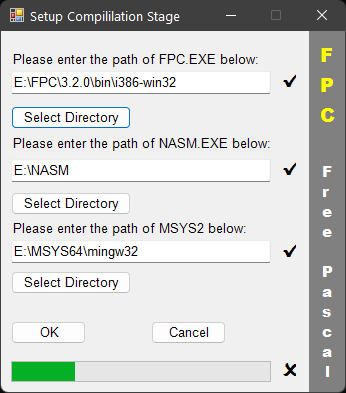 Setup Compililation Stage
Please enter the path of FPC.EXE below:
E:\FPC\3.2.0\bin\i386-win32
Select Directory
Please enter the path of NASM.EXE below:
E:\NASM
Select Directory
Please enter the path of MSYS2 below:
E:\MSYS64\mingw32
Select Directory
OK
Cancel
FPC
Free Pascal